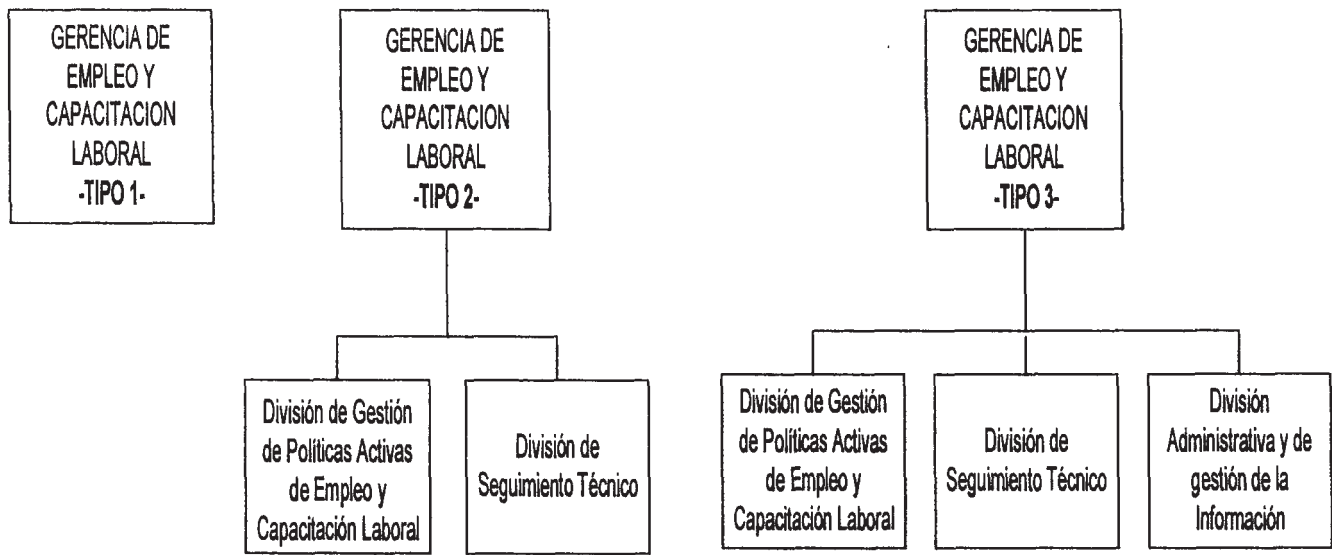 GERENCIA DE
EMPLEO Y
CAPACITACION
LABORAL
-TIPO 1-
GERENCIA DE
EMPLEO Y
CAPACITACION
LABORAL
-TIPO 2-
GERENCIA DE
EMPLEO Y
CAPACITACION
LABORAL
-TIPO 3-
División de Gestión
de Políticas Activas
de Empleo y
Capacitación Laboral
División de
Seguimiento Técnico
División de Gestión
de Políticas Activas
de Empleo y
Capacitación Laboral
División de
Seguimiento Técnico
División
Administrativa y de
gestión de la
Información